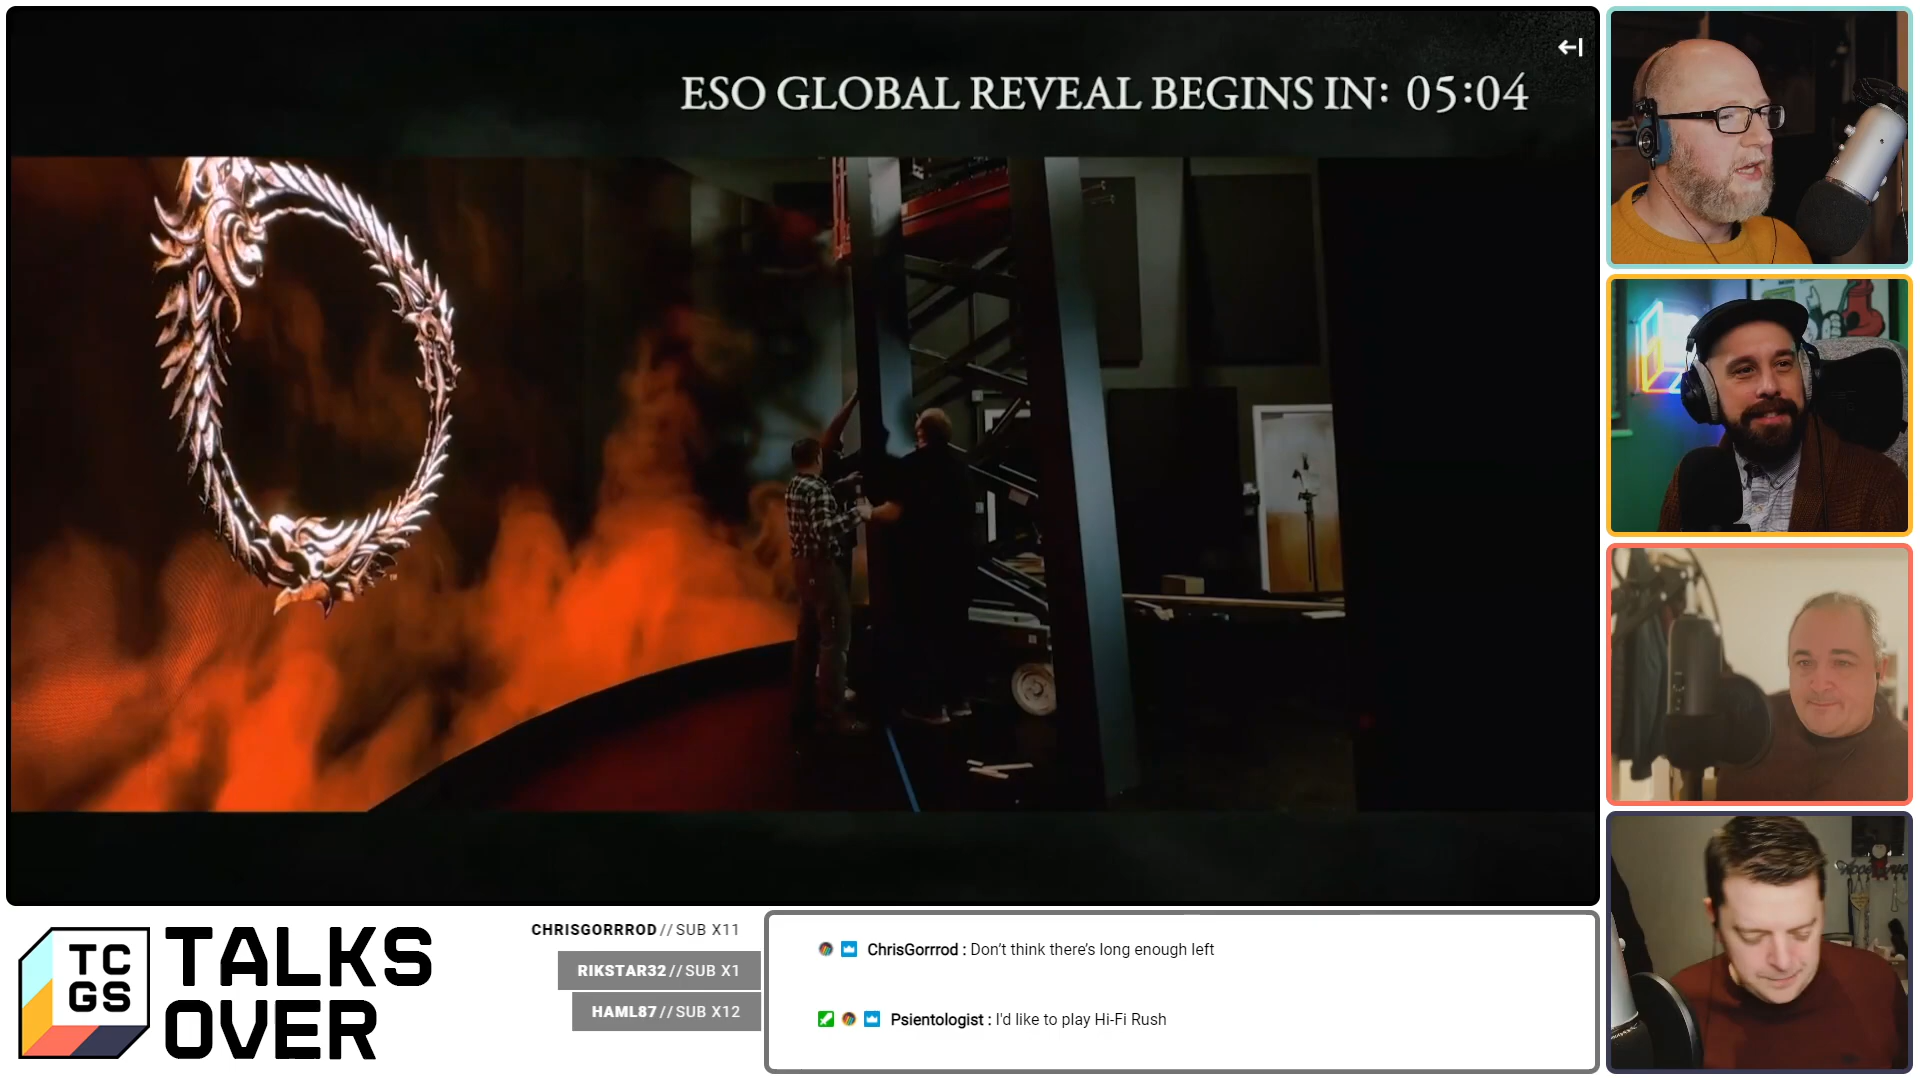 ESO GLOBAL REVEAL BEGINS IN: 05:04
TC
GS
TALKS
OVER
CHRISGORRROD // SUB X11
RIKSTAR32 // SUB X1
HAML87 // SUB X12
ChrisGorrrod : Don't think there's long enough left
Psientologist : I'd like to play Hi-Fi Rush